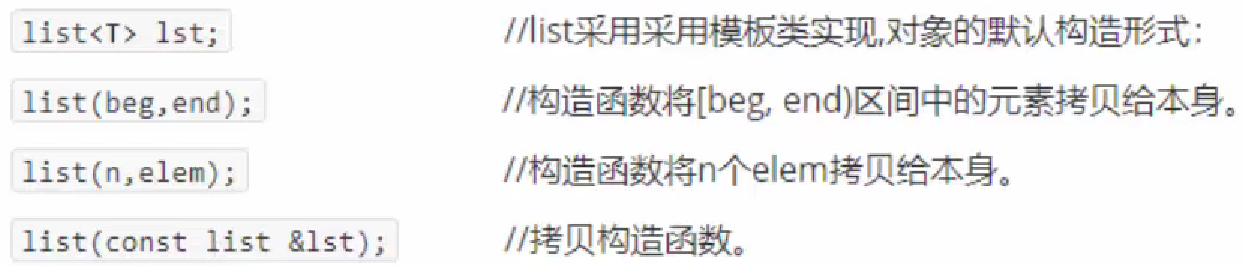 list<T> lst; //list采用采用模板类实现,对象的默认构造形式：
list(beg,end); //构造函数将[beg, end)区间中的元素拷贝给本身。
list(n,elem); //构造函数将n个elem拷贝给本身。
list(const list &lst); //拷贝构造函数。